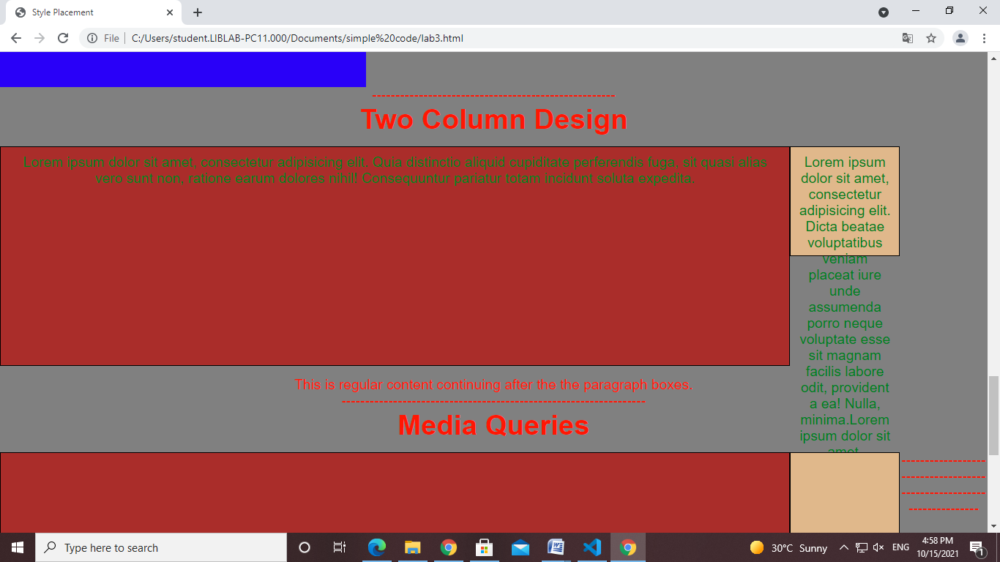 Style Placement
File
C:/Users/student.LIBLAB-PC11.000/Documents/simple%20code/lab3.html
------------------------------------------------
Two Column Design
Lorem ipsum dolor sit amet, consectetur adipisicing elit. Quia distinctio aliquid cupiditate perferendis fuga, sit quasi alias
vero sunt non, ratione earum dolores nihil! Consequuntur pariatur totam incidunt soluta expedita.
Lorem ipsum
dolor sit amet,
consectetur
adipisicing elit.
Dicta beatae
voluptatibus
veniam
placeat iure
unde
assumenda
porro neque
voluptate esse
sit magnam
facilis labore
odit, provident
a ea! Nulla,
minima.Lorem
ipsum dolor sit
amet
This is regular content continuing after the the paragraph boxes.
------------------------------------------------------------
Media Queries
-----------------
-----------------
-----------------
--------------
Type here to search
30°C Sunny
ENG
4:58 PM
10/15/2021
1